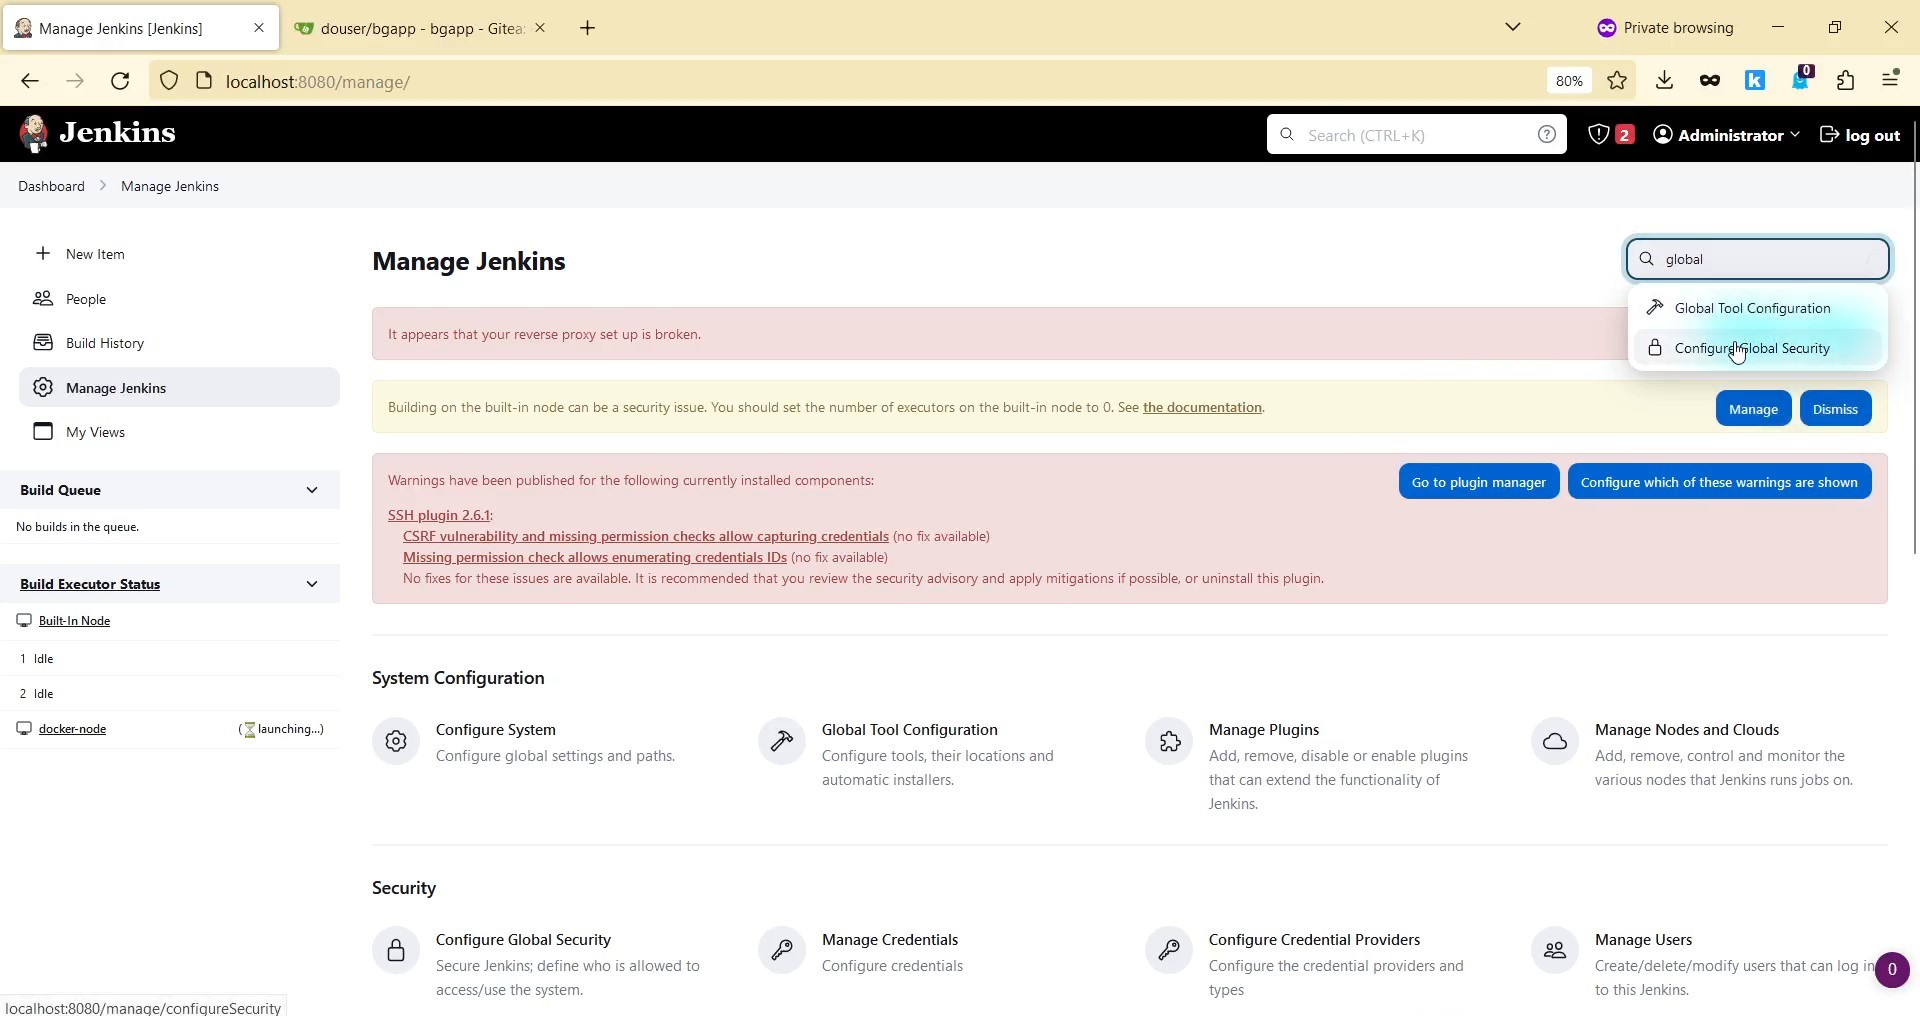 Manage Jenkins [Jenkins]
douser/bgapp - bgapp - Gitea:
Private browsing
localhost:8080/manage/
80%
0
Jenkins
Search (CTRL+K)
2
Administrator
log out
Dashboard
Manage Jenkins
New Item
People
Build History
Manage Jenkins
My Views
Build Queue
No builds in the queue.
Build Executor Status
Built-In Node
1 Idle
2 Idle
docker-node
(⏳launching...)
Manage Jenkins
global
Global Tool Configuration
Configure Global Security
It appears that your reverse proxy set up is broken.
Building on the built-in node can be a security issue. You should set the number of executors on the built-in node to 0. See the documentation.
Manage
Dismiss
Warnings have been published for the following currently installed components:
Go to plugin manager
Configure which of these warnings are shown
SSH plugin 2.6.1:
CSRF vulnerability and missing permission checks allow capturing credentials (no fix available)
Missing permission check allows enumerating credentials IDs (no fix available)
No fixes for these issues are available. It is recommended that you review the security advisory and apply mitigations if possible, or uninstall this plugin.
System Configuration
Configure System
Configure global settings and paths.
Global Tool Configuration
Configure tools, their locations and
automatic installers.
Manage Plugins
Add, remove, disable or enable plugins
that can extend the functionality of
Jenkins.
Manage Nodes and Clouds
Add, remove, control and monitor the
various nodes that Jenkins runs jobs on.
Security
Configure Global Security
Secure Jenkins; define who is allowed to
access/use the system.
Manage Credentials
Configure credentials
Configure Credential Providers
Configure the credential providers and
types
Manage Users
Create/delete/modify users that can log in
to this Jenkins.
0
localhost:8080/manage/configureSecurity